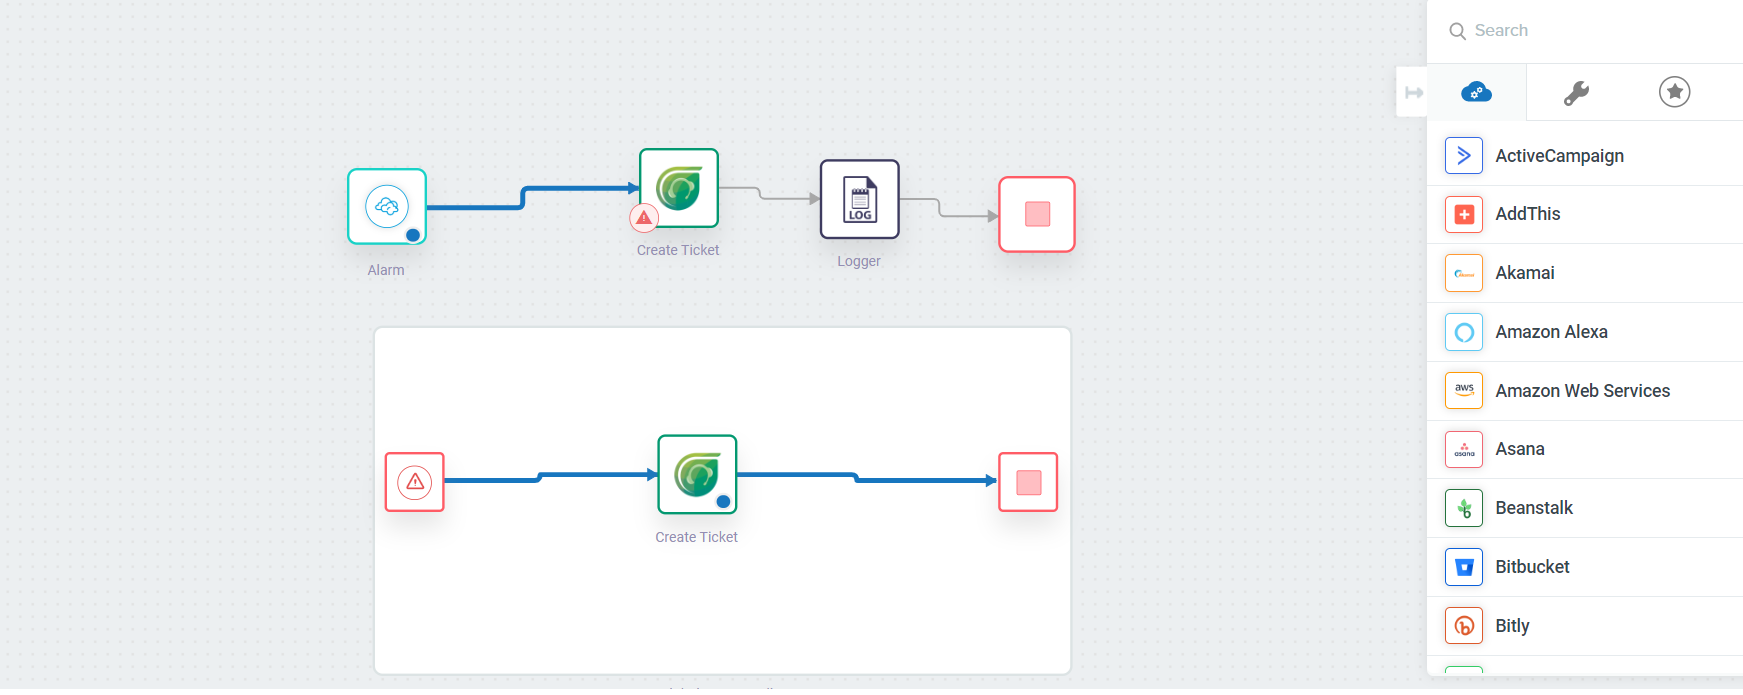 Search
Alarm
Create Ticket
LOG
Logger
Create Ticket
ActiveCampaign
AddThis
Akamai
Amazon Alexa
aws
Amazon Web Services
asana
Asana
Beanstalk
Bitbucket
Bitly